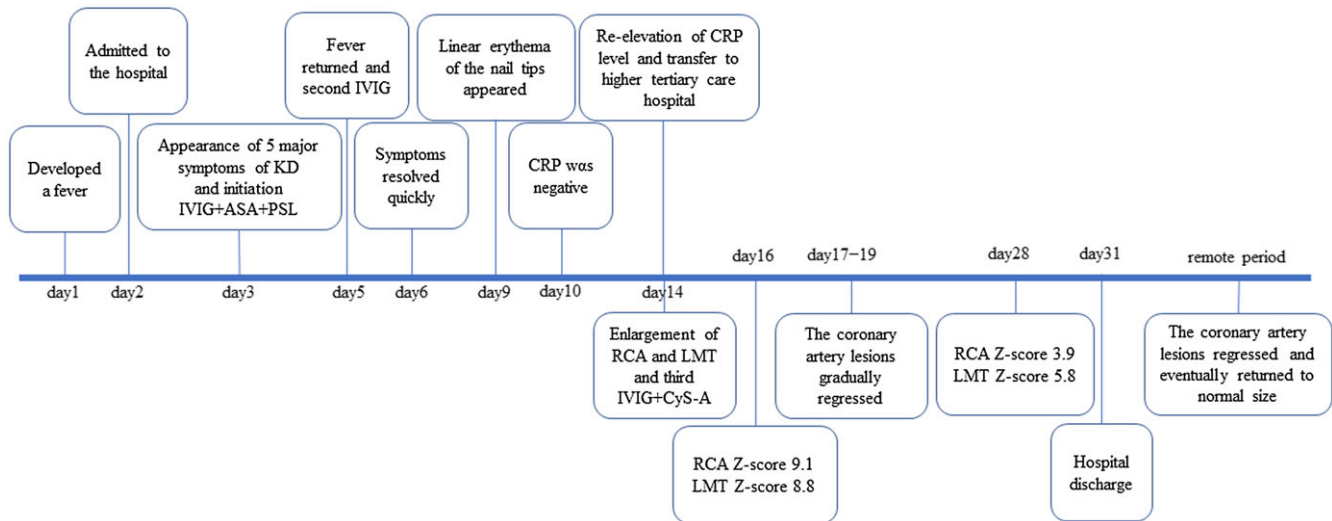 Developed
a fever
Admitted to
the hospital
Appearance of 5 major
symptoms of KD
and initiation
IVIG+ASA+PSL
Fever
returned and
second IVIG
Symptoms
resolved
quickly
Linear erythema
of the nail tips
appeared
CRP wαs
negative
Re-elevation of CRP
level and transfer to
higher tertiary care
hospital
day1
day2
day3
day5
day6
day9
day10
day14
day16
day17−19
day28
day31
remote period
Enlargement of
RCA and LMT
and third
IVIG+CyS-A
RCA Z-score 9.1
LMT Z-score 8.8
The coronary
artery lesions
gradually
regressed
RCA Z-score 3.9
LMT Z-score 5.8
Hospital
discharge
The coronary artery
lesions regressed and
eventually returned to
normal size